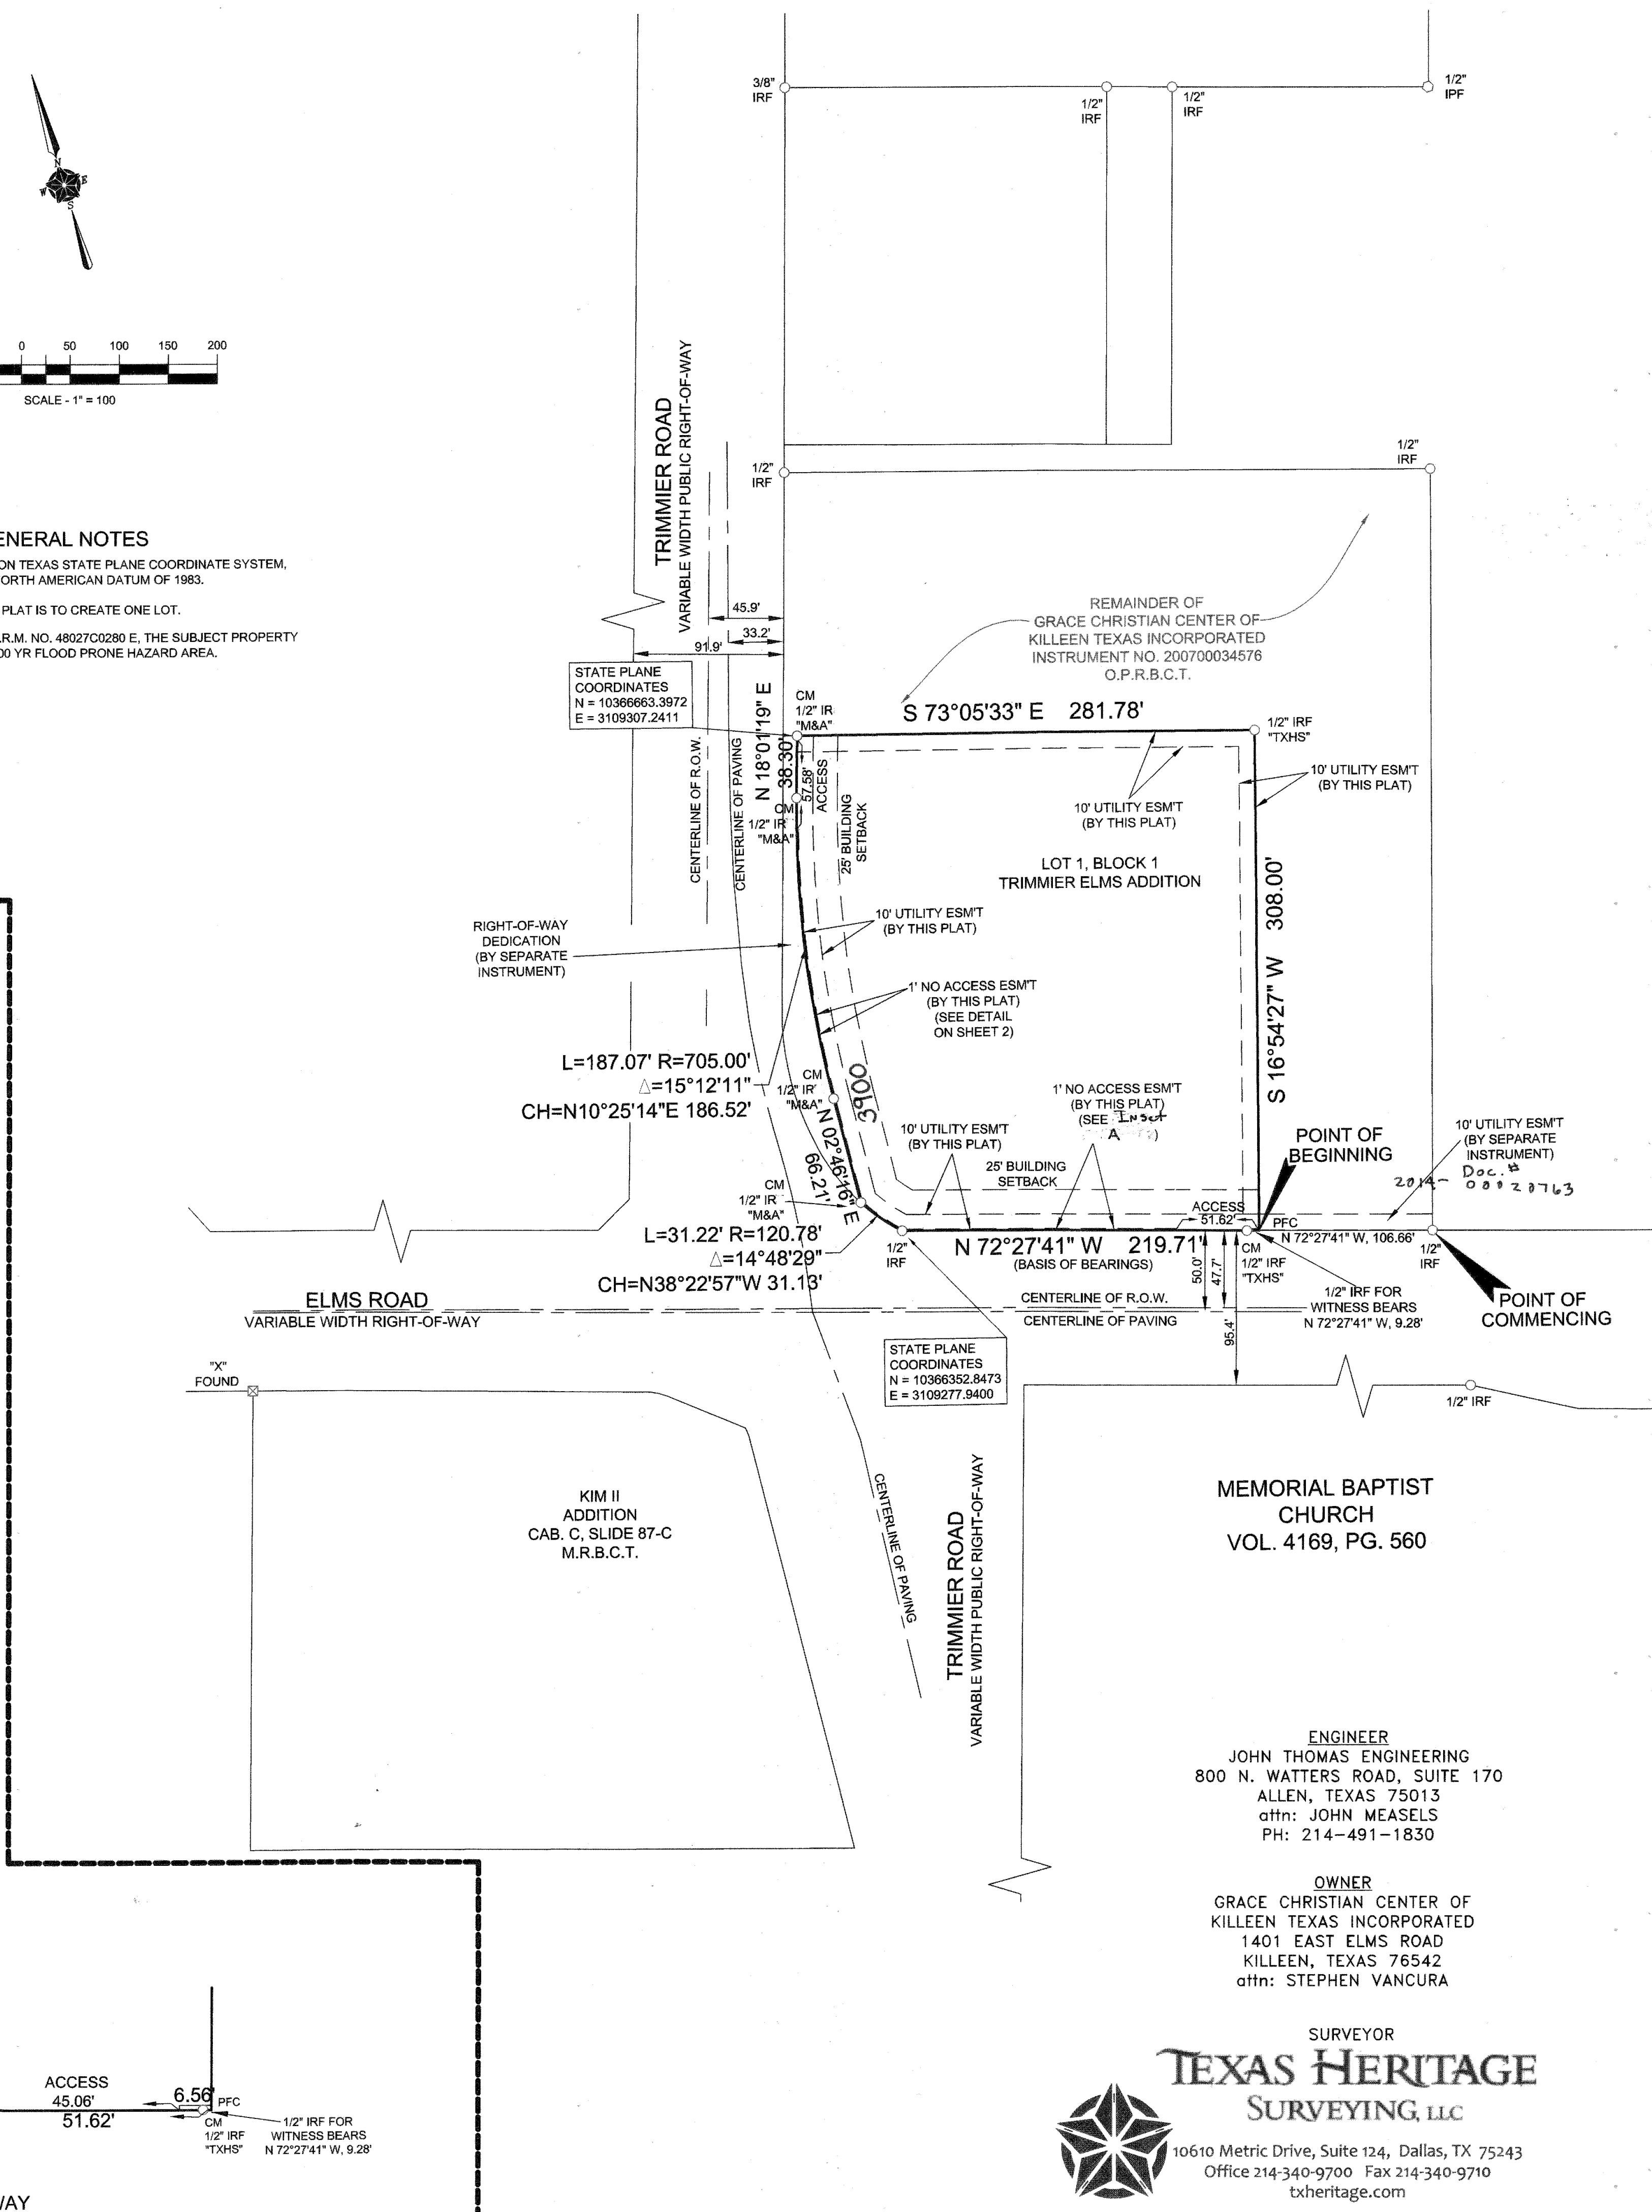 3/8"
IRF
1/2"
IRF
1/2"
IRF
1/2"
IPF
N
W
E
S
0 50 100 150 200
SCALE - 1" = 100
TRIMMIER ROAD
VARIABLE WIDTH PUBLIC RIGHT-OF-WAY
1/2"
IRF
1/2"
IRF
ENERAL NOTES
ON TEXAS STATE PLANE COORDINATE SYSTEM,
ORTH AMERICAN DATUM OF 1983.
PLAT IS TO CREATE ONE LOT.
.R.M. NO. 48027C0280 E, THE SUBJECT PROPERTY
00 YR FLOOD PRONE HAZARD AREA.
45.9'
33.2'
91.9'
REMAINDER OF
GRACE CHRISTIAN CENTER OF
KILLEEN TEXAS INCORPORATED
INSTRUMENT NO. 200700034576
O.P.R.B.C.T.
STATE PLANE
COORDINATES
N = 10366663.3972
E = 3109307.2411
N 18°01'19" E
38.30'
CM
1/2" IR
"M&A"
S 73°05'33" E 281.78'
1/2" IRF
"TXHS"
CENTERLINE OF R.O.W.
CENTERLINE OF PAVING
57.58'
ACCESS
CM
1/2" IR
"M&A"
25' BUILDING
SETBACK
10' UTILITY ESM'T
(BY THIS PLAT)
10' UTILITY ESM'T
(BY THIS PLAT)
LOT 1, BLOCK 1
TRIMMIER ELMS ADDITION
S 16°54'27" W 308.00'
RIGHT-OF-WAY
DEDICATION
(BY SEPARATE
INSTRUMENT)
10' UTILITY ESM'T
(BY THIS PLAT)
1' NO ACCESS ESM'T
(BY THIS PLAT)
(SEE DETAIL
ON SHEET 2)
L=187.07' R=705.00'
△=15°12'11"
CH=N10°25'14"E 186.52'
CM
1/2" IR
"M&A"
3900
N 02°46'16" E
66.21'
1' NO ACCESS ESM'T
(BY THIS PLAT)
(SEE Inset
A )
10' UTILITY ESM'T
(BY THIS PLAT)
25' BUILDING
SETBACK
POINT OF
BEGINNING
10' UTILITY ESM'T
(BY SEPARATE
INSTRUMENT)
Doc. #
2014-00020763
CM
1/2" IR
"M&A"
L=31.22' R=120.78'
△=14°48'29"
CH=N38°22'57"W 31.13'
1/2"
IRF
N 72°27'41" W 219.71'
(BASIS OF BEARINGS)
ACCESS
51.62'
PFC
N 72°27'41" W, 106.66'
CM
1/2" IRF
"TXHS"
1/2"
IRF
50.0'
47.7'
95.4'
1/2" IRF FOR
WITNESS BEARS
N 72°27'41" W, 9.28'
POINT OF
COMMENCING
ELMS ROAD
VARIABLE WIDTH RIGHT-OF-WAY
CENTERLINE OF R.O.W.
CENTERLINE OF PAVING
STATE PLANE
COORDINATES
N = 10366352.8473
E = 3109277.9400
"X"
FOUND
1/2" IRF
KIM II
ADDITION
CAB. C, SLIDE 87-C
M.R.B.C.T.
CENTERLINE OF PAVING
TRIMMIER ROAD
VARIABLE WIDTH PUBLIC RIGHT-OF-WAY
MEMORIAL BAPTIST
CHURCH
VOL. 4169, PG. 560
ENGINEER
JOHN THOMAS ENGINEERING
800 N. WATTERS ROAD, SUITE 170
ALLEN, TEXAS 75013
attn: JOHN MEASELS
PH: 214-491-1830
OWNER
GRACE CHRISTIAN CENTER OF
KILLEEN TEXAS INCORPORATED
1401 EAST ELMS ROAD
KILLEEN, TEXAS 76542
attn: STEPHEN VANCURA
SURVEYOR
TEXAS HERITAGE
SURVEYING, LLC
10610 Metric Drive, Suite 124, Dallas, TX 75243
Office 214-340-9700 Fax 214-340-9710
txheritage.com
ACCESS
45.06'
51.62'
6.56'
PFC
CM
1/2" IRF
"TXHS"
1/2" IRF FOR
WITNESS BEARS
N 72°27'41" W, 9.28'
WAY